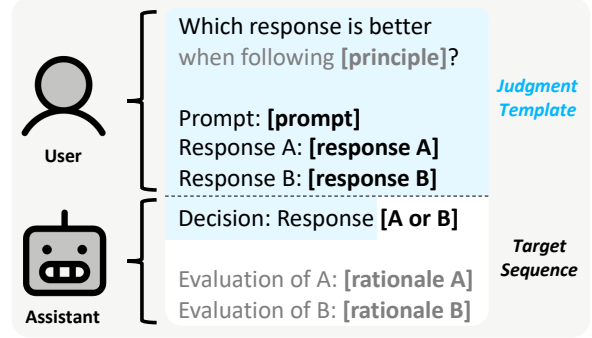 Which response is better
when following [principle]?
Prompt: [prompt]
Response A: [response A]
Response B: [response B]
Judgment
Template
User
Decision: Response [A or B]
Evaluation of A: [rationale A]
Evaluation of B: [rationale B]
Target
Sequence
Assistant